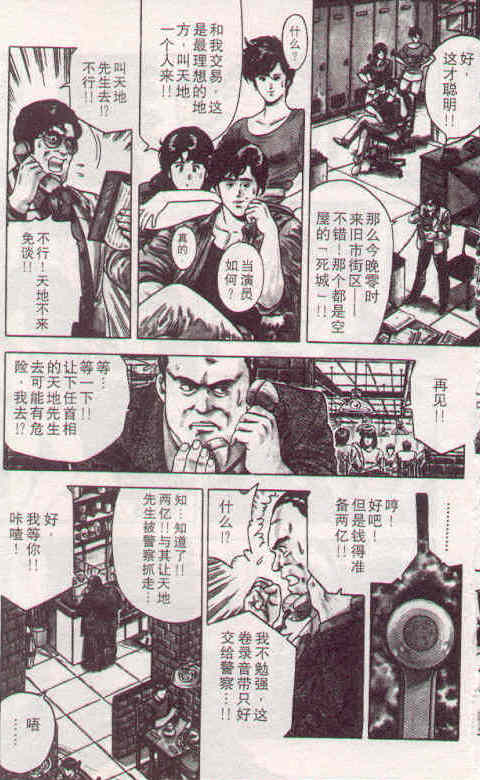 好，
这才聪明!!
那么今晚零时
来旧市街区——
不错！那个都是空
屋的「死城」!!
什么？
和我交易，这
是最理想的地
方，叫天地
一个人来!!
当演员
如何？
真的
叫天地
先生去!?
不行!!
不行！天地不来
免谈!!
再见!!
等…
等一下!!
让下任首相
的天地先生
去可能有危
险，我去!?
…………
哼！
好吧！
但是钱得准
备两亿!!
什么!?
我不勉强，这
卷录音带只好
交给警察…!!
知…知道了!!
两亿!!与其让天地
先生被警察抓走…
好，
我等你!!
咔喳！
……唔